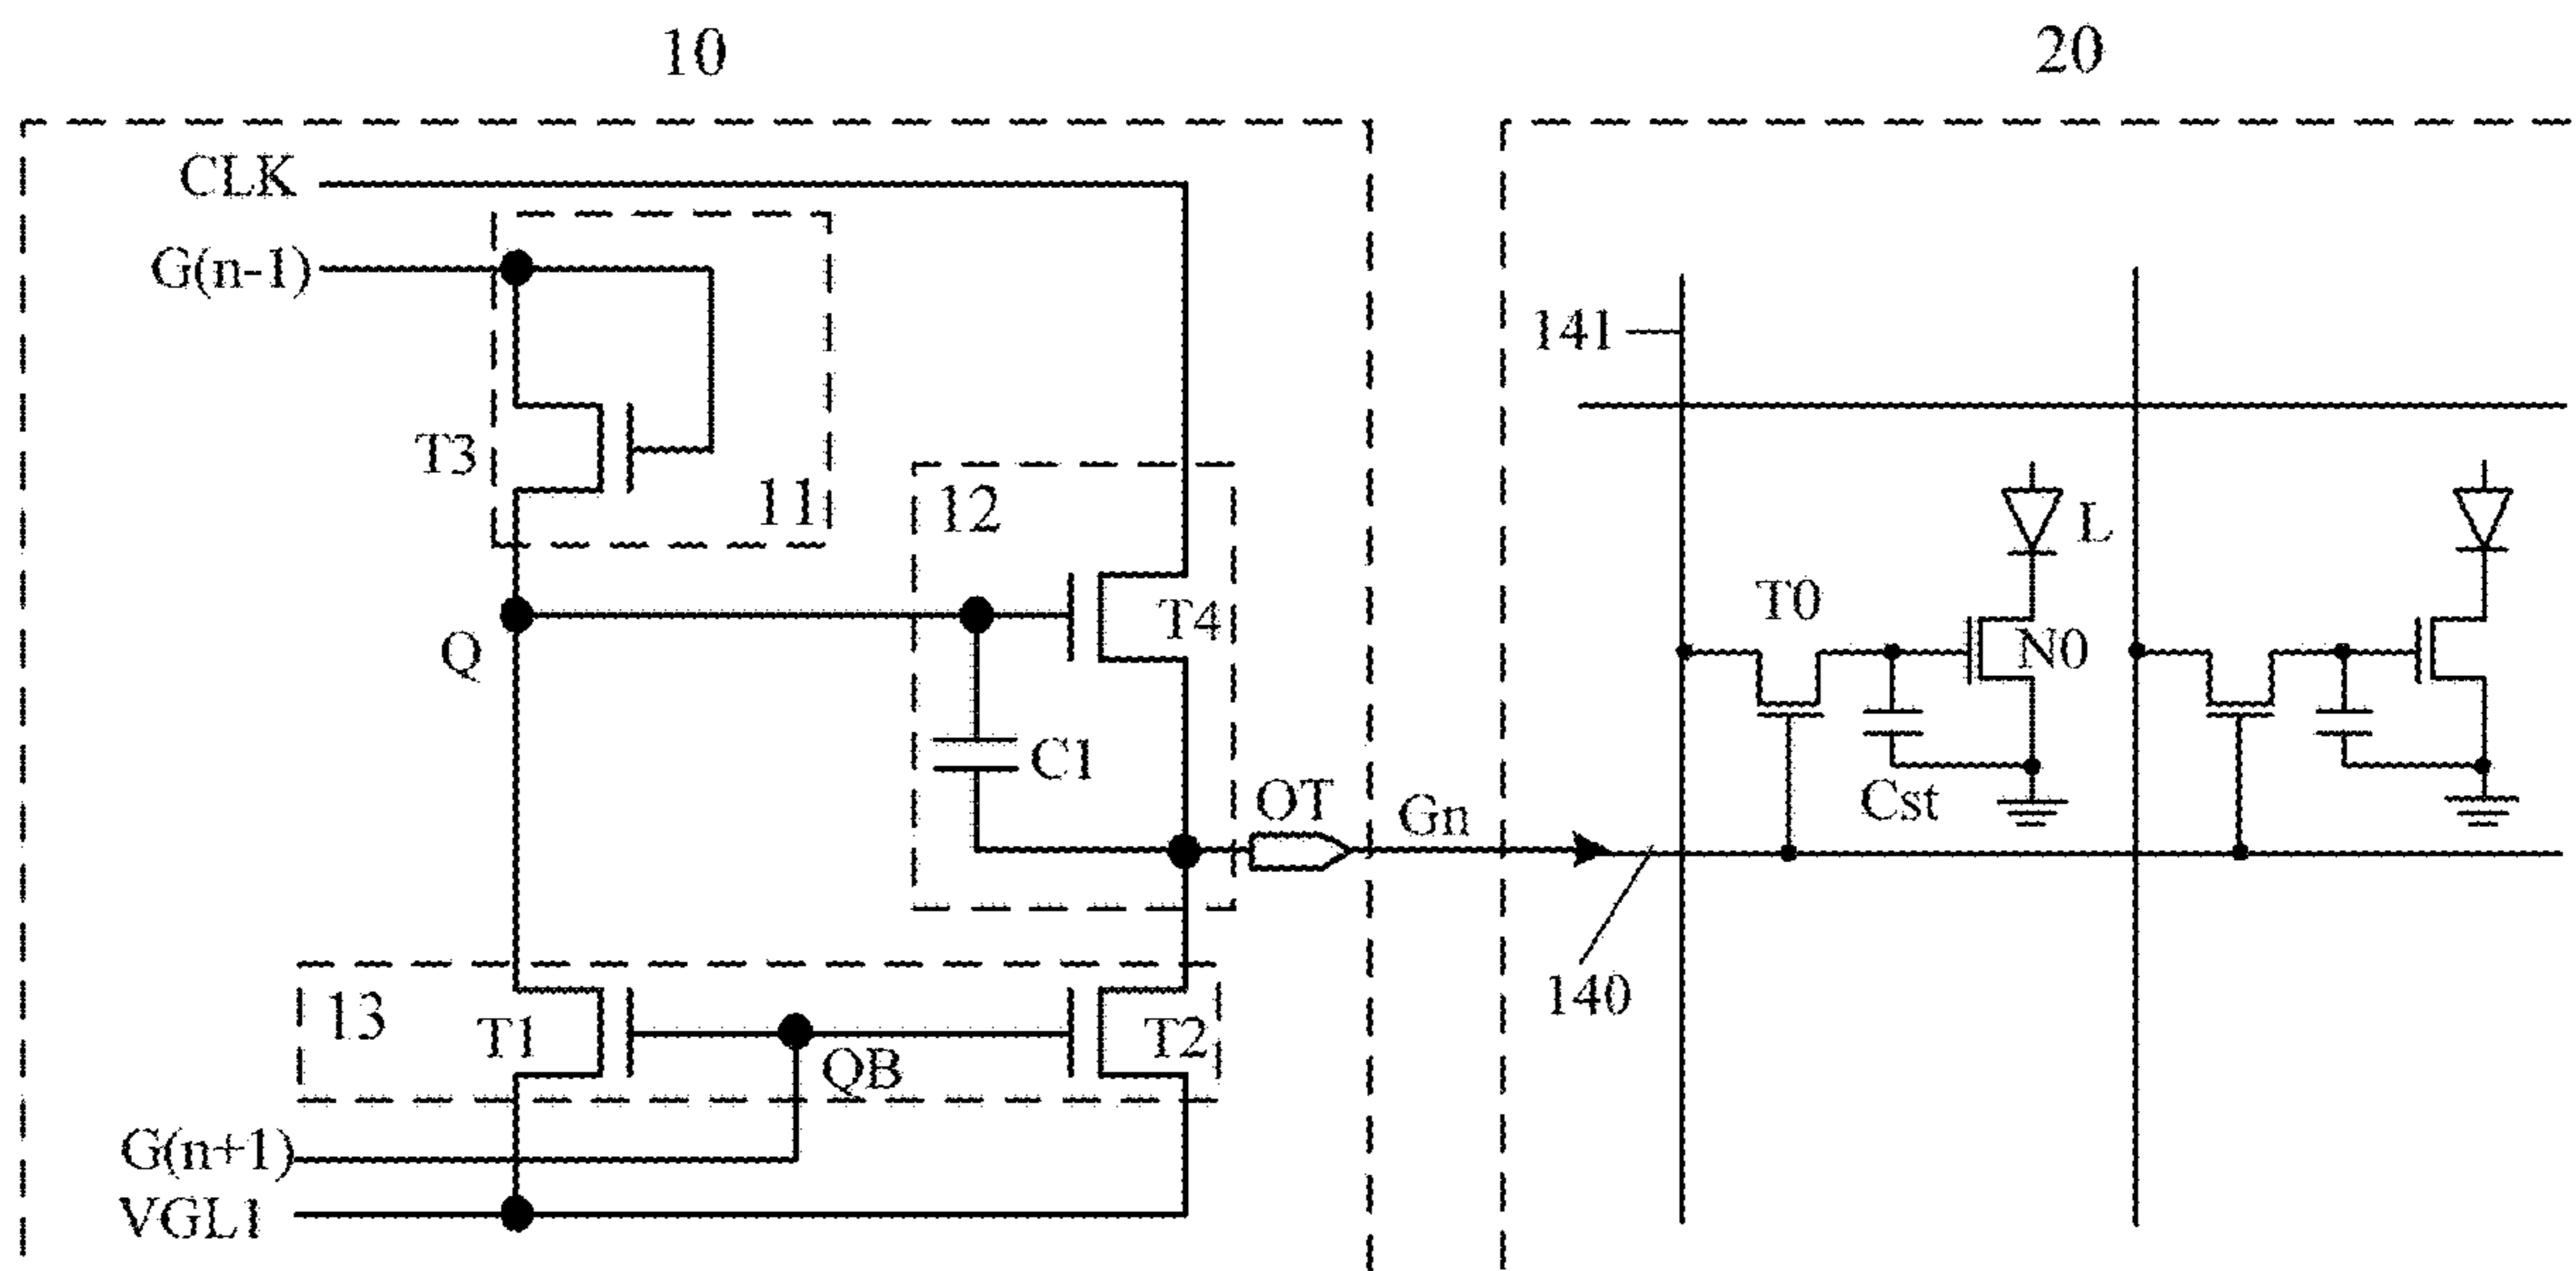 10
20
CLK
G(n-1)
141
T3
11
12
L
T0
T4
N0
Q
C1
OT
Gn
Cst
140
13
T1
T2
QB
G(n+1)
VGL1